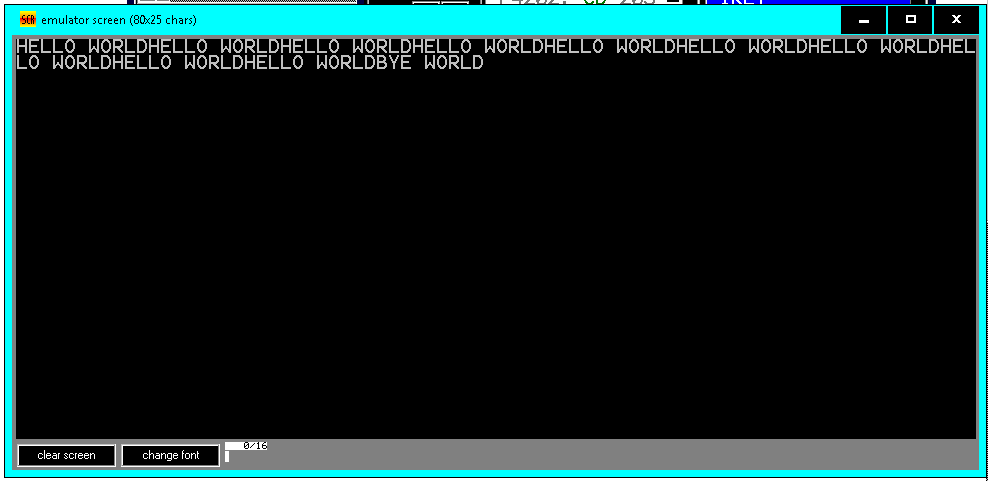 SCR emulator screen (80x25 chars)
HELLO WORLDHELLO WORLDHELLO WORLDHELLO WORLDHELLO WORLDHELLO WORLDHELLO WORLDHEL
LO WORLDHELLO WORLDHELLO WORLDBYE WORLD
clear screen
change font
0/16